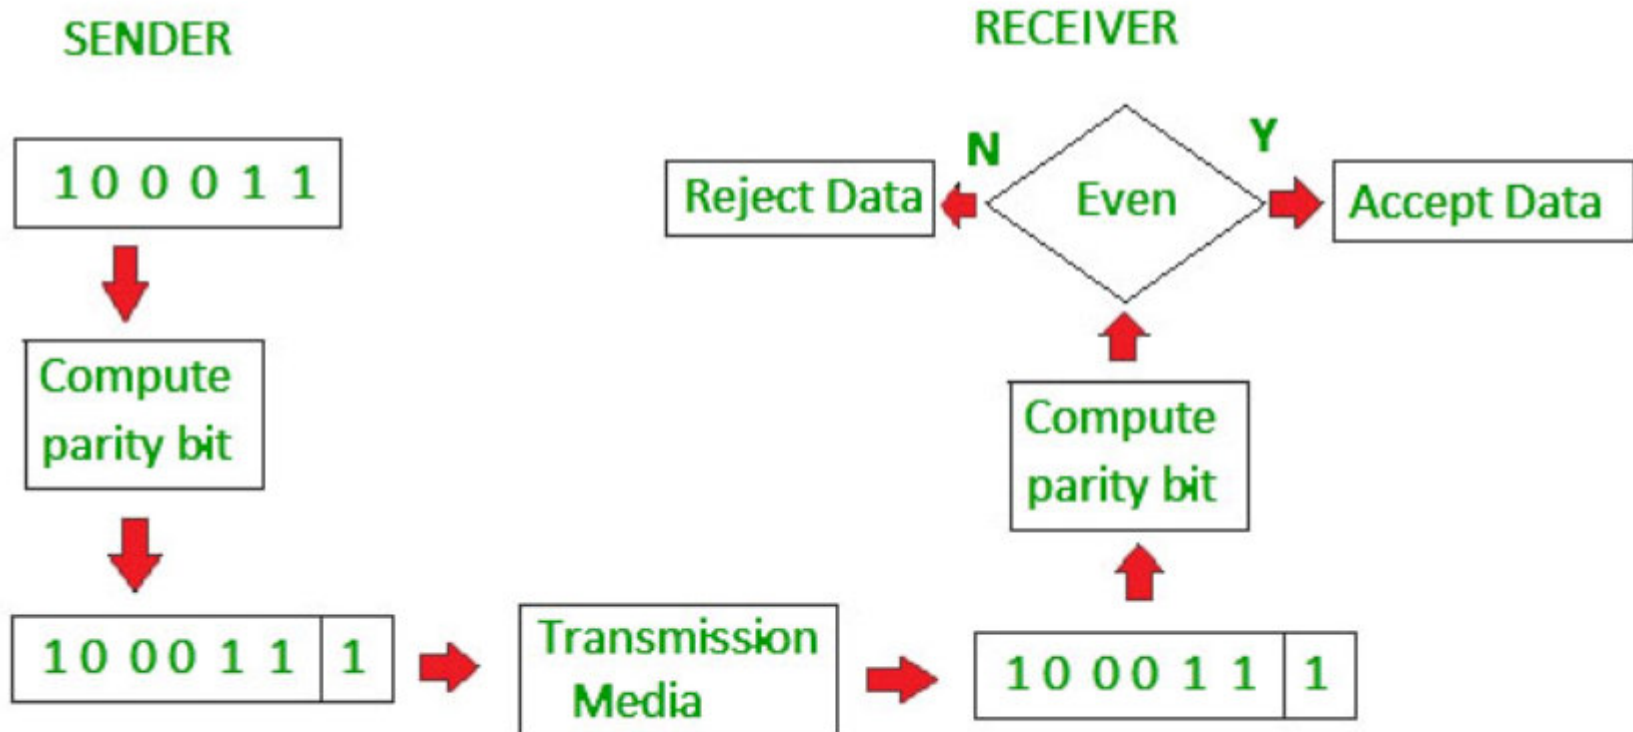 SENDER
1 0 0 0 1 1
Compute
parity bit
1 0 0 0 1 1 1
Transmission
Media
RECEIVER
1 0 0 0 1 1 1
Compute
parity bit
Even
N
Reject Data
Y
Accept Data